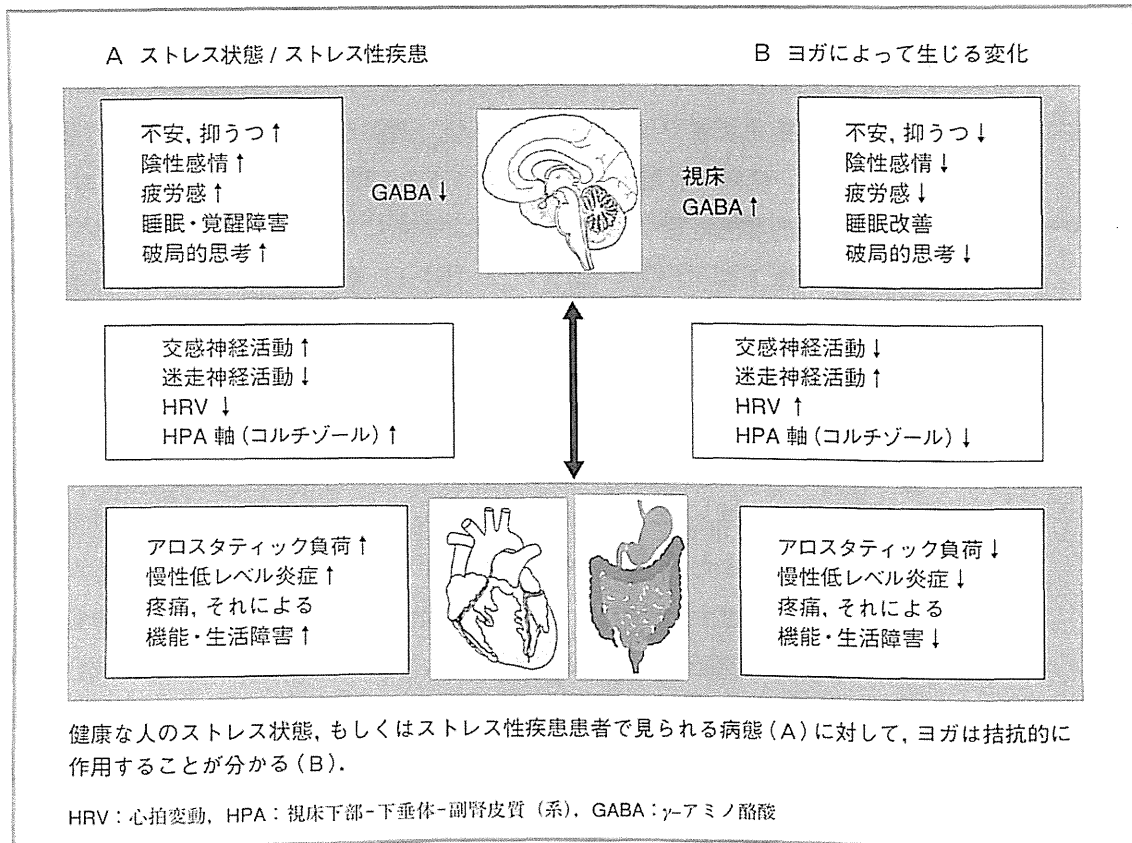 A ストレス状態 / ストレス性疾患
B ヨガによって生じる変化
不安, 抑うつ↑
陰性感情↑
疲労感↑
睡眠・覚醒障害
破局的思考↑
GABA↓
視床
GABA↑
不安, 抑うつ↓
陰性感情↓
疲労感↓
睡眠改善
破局的思考↓
交感神経活動↑
迷走神経活動↓
HRV ↓
HPA 軸(コルチゾール)↑
交感神経活動↓
迷走神経活動↑
HRV ↑
HPA 軸(コルチゾール)↓
アロスタティック負荷↑
慢性低レベル炎症↑
疼痛, それによる
機能・生活障害↑
アロスタティック負荷↓
慢性低レベル炎症↓
疼痛, それによる
機能・生活障害↓
健康な人のストレス状態, もしくはストレス性疾患患者で見られる病態(A)に対して, ヨガは拮抗的に
作用することが分かる(B).
HRV:心拍変動, HPA:視床下部-下垂体-副腎皮質(系), GABA:γ-アミノ酪酸